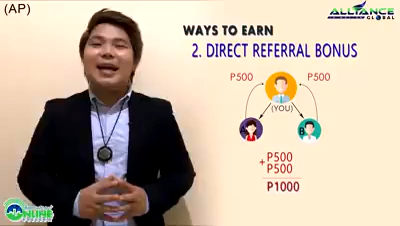 (AP)
ALLIANCE
GLOBAL
WAYS TO EARN
2. DIRECT REFERRAL BONUS
P500
P500
(YOU)
B
+P500
P500
P1000
ONLINE